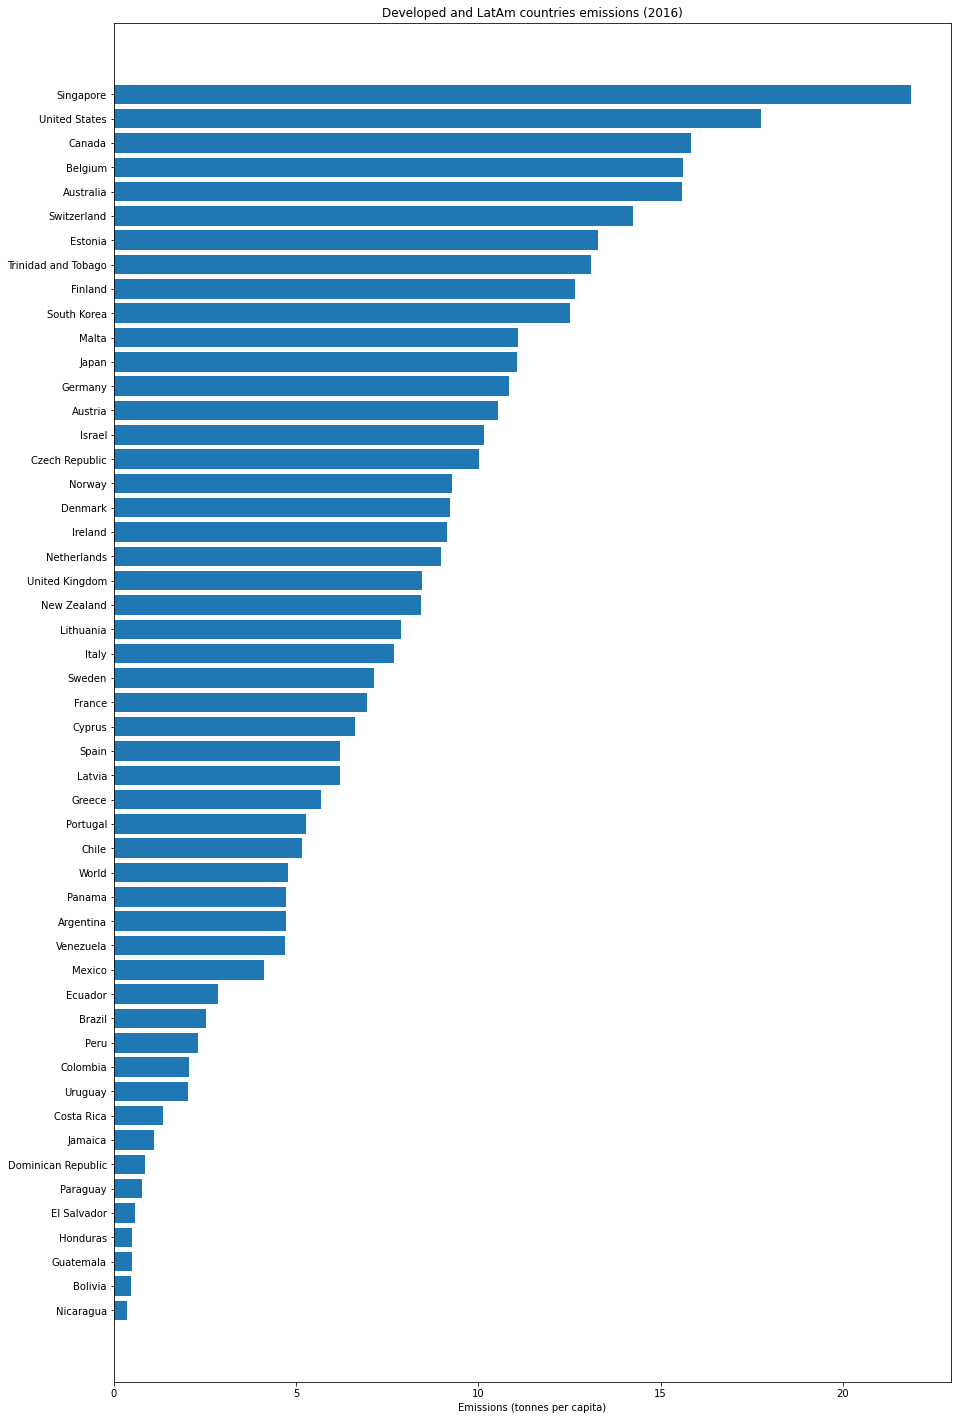 Developed and LatAm countries emissions (2016)
Singapore
United States
Canada
Belgium
Australia
Switzerland
Estonia
Trinidad and Tobago
Finland
South Korea
Malta
Japan
Germany
Austria
Israel
Czech Republic
Norway
Denmark
Ireland
Netherlands
United Kingdom
New Zealand
Lithuania
Italy
Sweden
France
Cyprus
Spain
Latvia
Greece
Portugal
Chile
World
Panama
Argentina
Venezuela
Mexico
Ecuador
Brazil
Peru
Colombia
Uruguay
Costa Rica
Jamaica
Dominican Republic
Paraguay
El Salvador
Honduras
Guatemala
Bolivia
Nicaragua
0 5 10 15 20
Emissions (tonnes per capita)